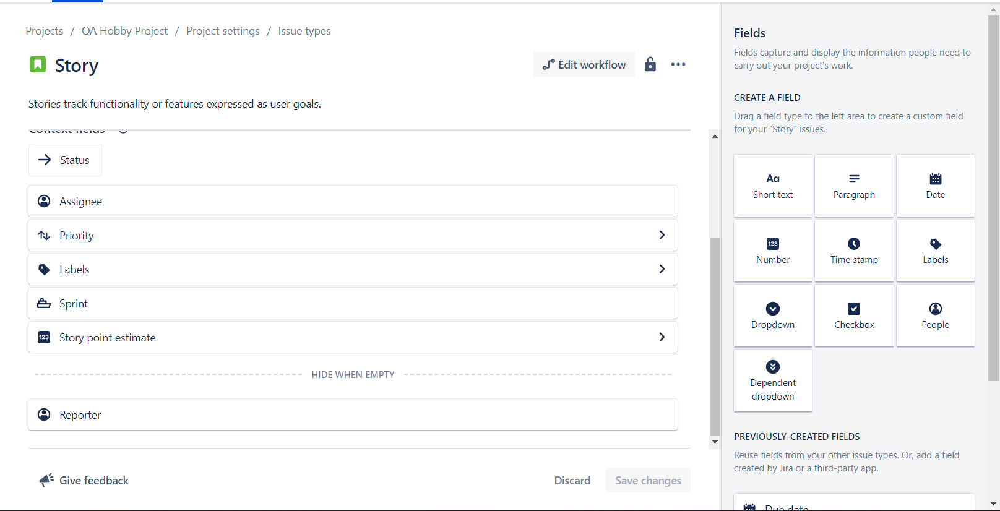 Projects / QA Hobby Project / Project settings / Issue types
Story
Edit workflow
Stories track functionality or features expressed as user goals.
Context fields
Status
Assignee
Priority
Labels
Sprint
123 Story point estimate
HIDE WHEN EMPTY
Reporter
Give feedback
Discard
Save changes
Fields
Fields capture and display the information people need to
carry out your project's work.
CREATE A FIELD
Drag a field type to the left area to create a custom field
for your “Story” issues.
Aa
Short text
Paragraph
Date
123
Number
Time stamp
Labels
Dropdown
Checkbox
People
Dependent
dropdown
PREVIOUSLY-CREATED FIELDS
Reuse fields from your other issue types. Or, add a field
created by Jira or a third-party app.
Due date